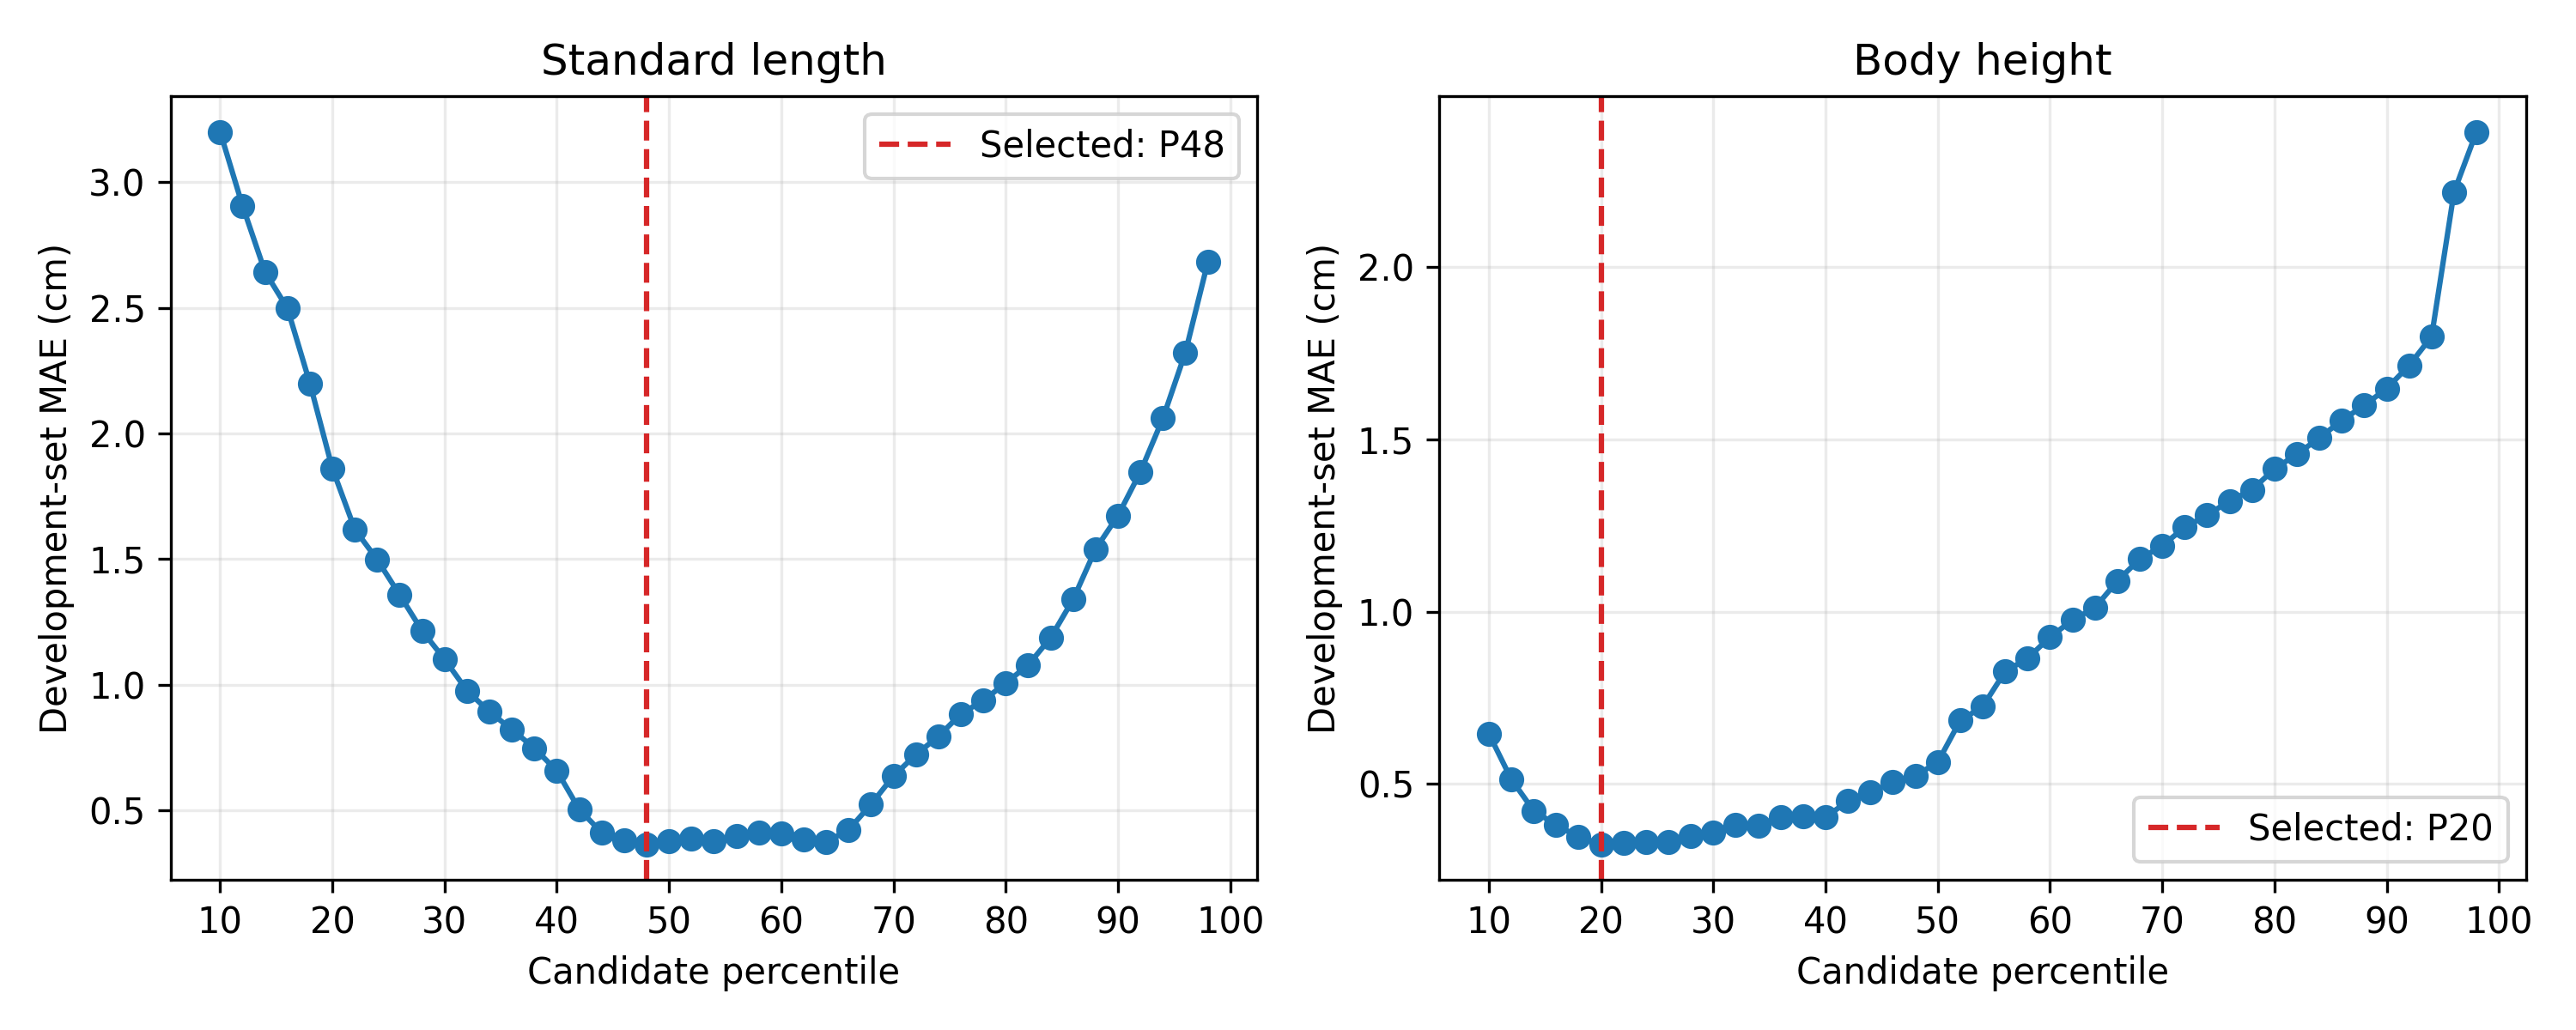 Standard length
Selected: P48
Development-set MAE (cm)
3.0
2.5
2.0
1.5
1.0
0.5
10 20 30 40 50 60 70 80 90 100
Candidate percentile
Body height
Development-set MAE (cm)
2.0
1.5
1.0
0.5
Selected: P20
10 20 30 40 50 60 70 80 90 100
Candidate percentile